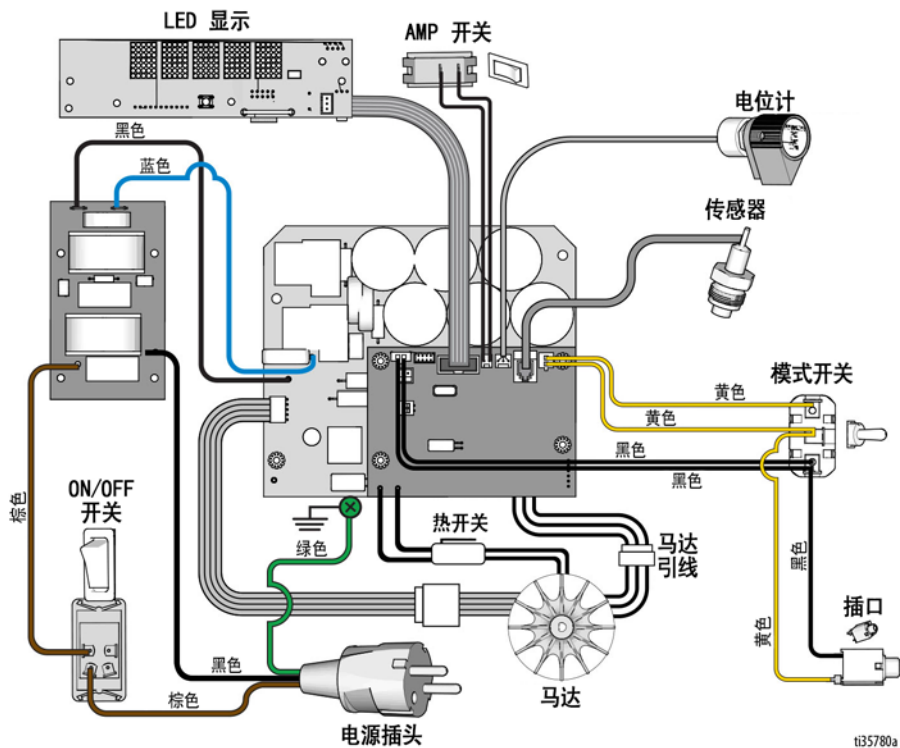 LED 显示
AMP 开关
电位计
黑色
蓝色
传感器
模式开关
黄色
黄色
黑色
黑色
ON/OFF
开关
棕色
绿色
热开关
马达
引线
黑色
插口
黄色
黑色
棕色
马达
电源插头
ti35780a